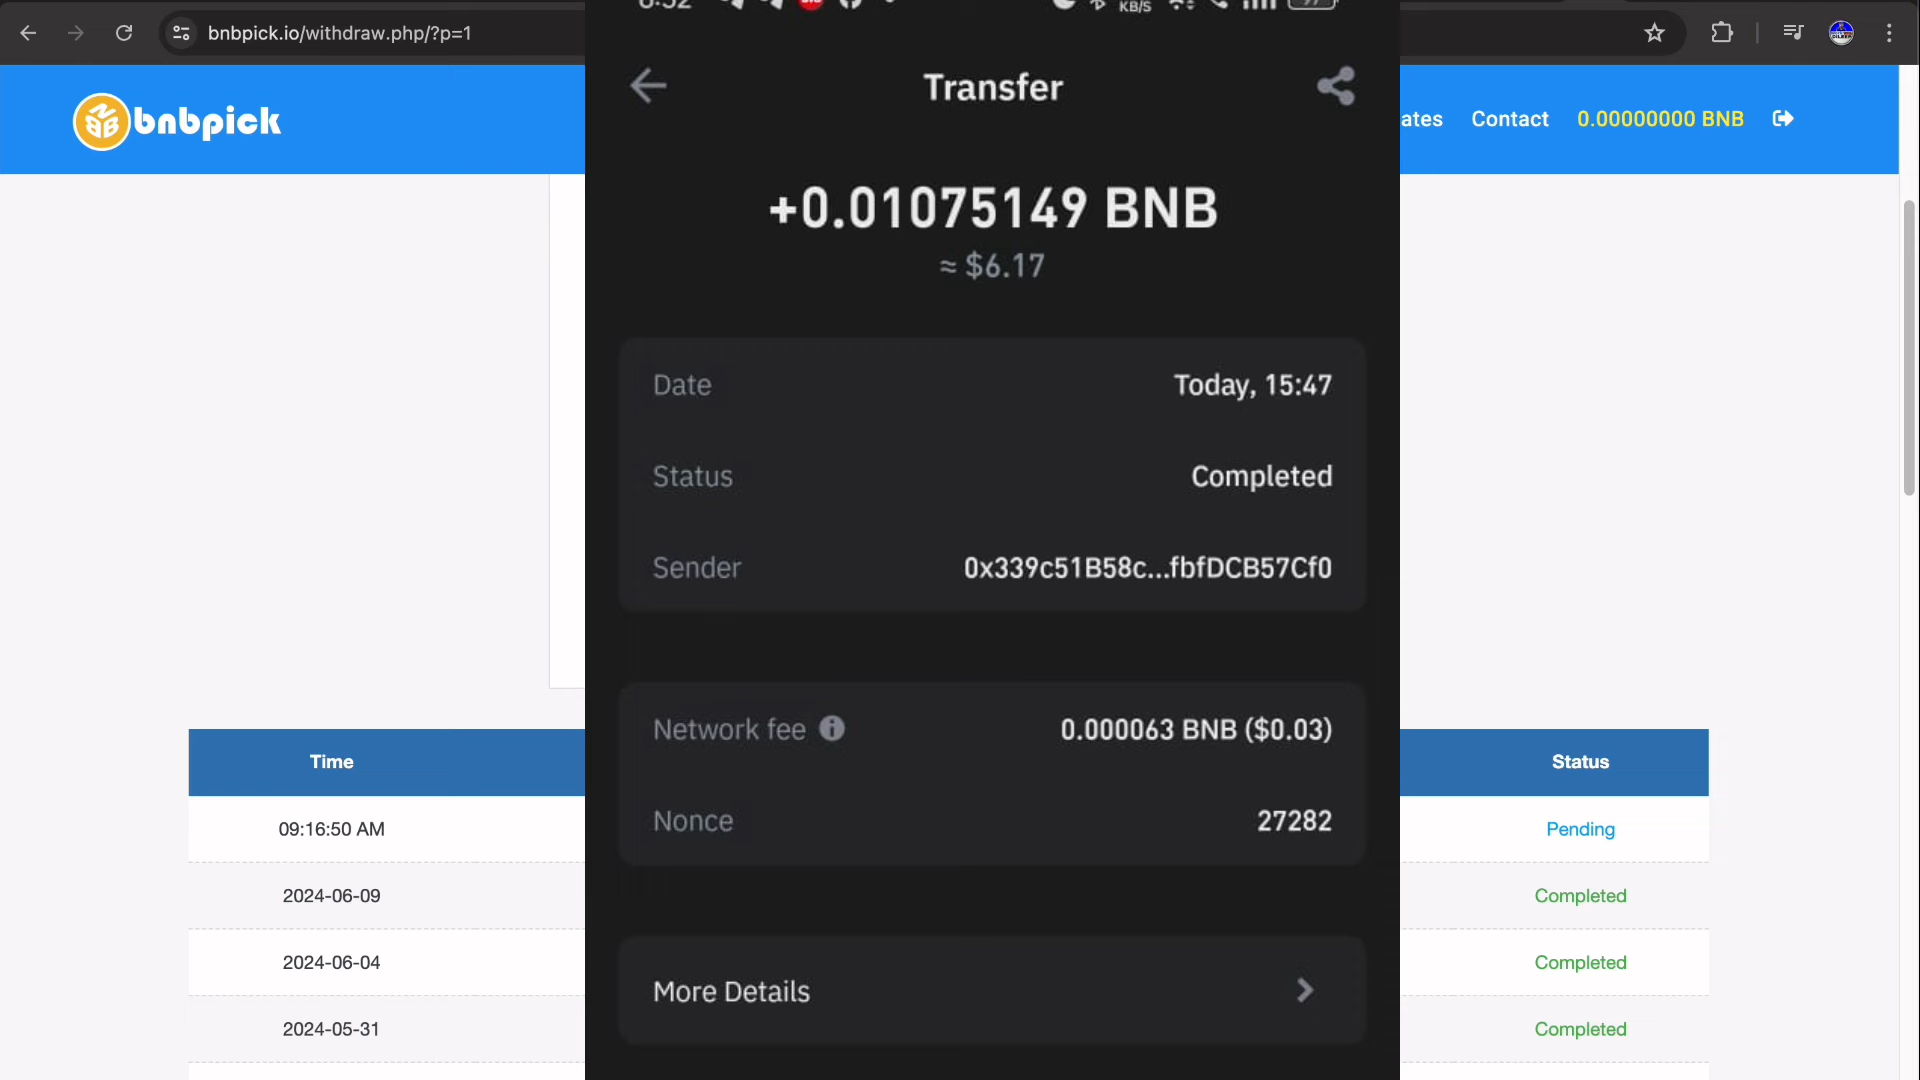 bnbpick.io/withdraw.php/?p=1
KB/S
bnbpick
Transfer
Contact
0.00000000 BNB
+0.01075149 BNB
≈ $6.17
Date
Today, 15:47
Status
Completed
Sender
0x339c51B58c...fbfDCB57Cf0
Network fee
0.000063 BNB ($0.03)
Nonce
27282
More Details
Time
Status
09:16:50 AM
Pending
2024-06-09
Completed
2024-06-04
Completed
2024-05-31
Completed